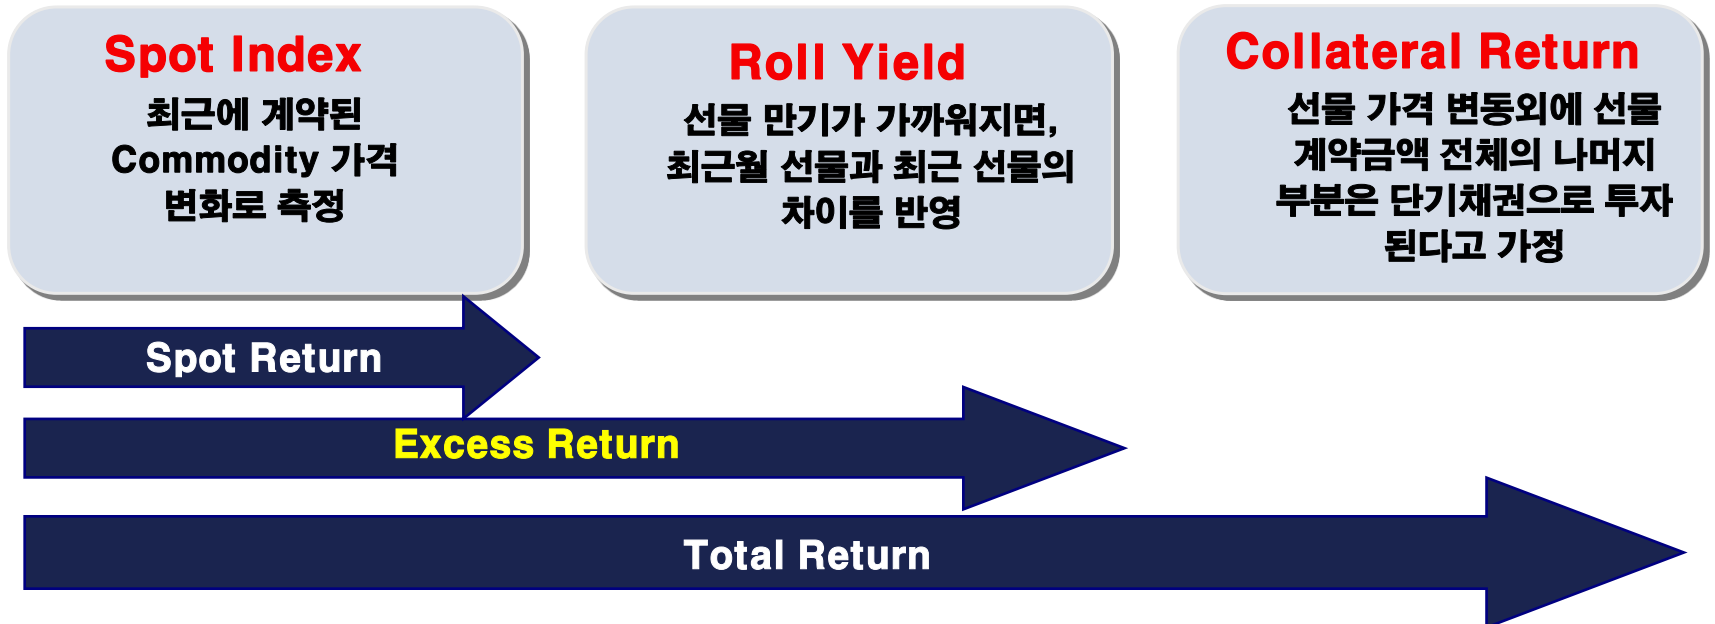 Spot Index
최근에 계약된
Commodity 가격
변화로 측정
Roll Yield
선물 만기가 가까워지면,
최근월 선물과 최근 선물의
차이를 반영
Collateral Return
선물 가격 변동외에 선물
계약금액 전체의 나머지
부분은 단기채권으로 투자
된다고 가정
Spot Return
Excess Return
Total Return